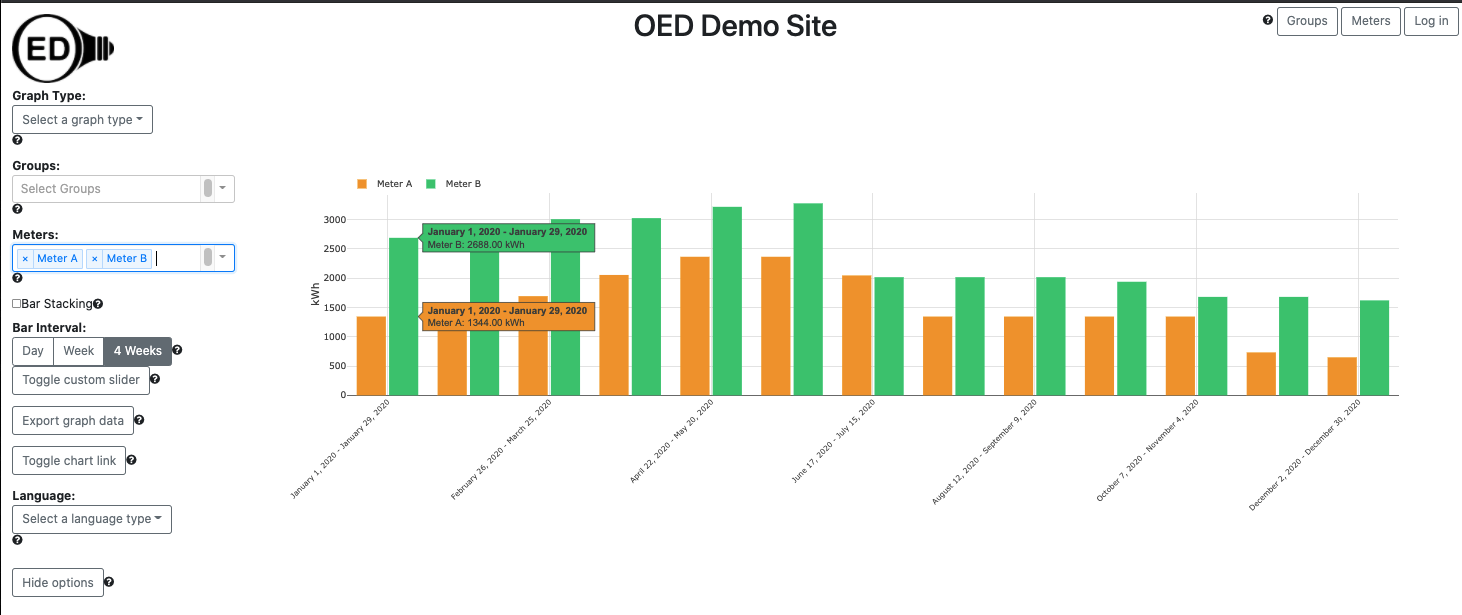 OED Demo Site
Groups
Meters
Log in
ED
Graph Type:
Select a graph type
Groups:
Select Groups
Meters:
× Meter A × Meter B
Bar Stacking
Bar Interval:
Day Week 4 Weeks
Toggle custom slider
Export graph data
Toggle chart link
Language:
Select a language type
Hide options
Meter A Meter B
kWh
3000
2500
2000
1500
1000
500
0
January 1, 2020 - January 29, 2020
Meter B: 2688.00 kWh
January 1, 2020 - January 29, 2020
Meter A: 1344.00 kWh
January 1, 2020 - January 29, 2020
February 26, 2020 - March 25, 2020
April 22, 2020 - May 20, 2020
June 17, 2020 - July 15, 2020
August 12, 2020 - September 9, 2020
October 7, 2020 - November 4, 2020
December 2, 2020 - December 30, 2020